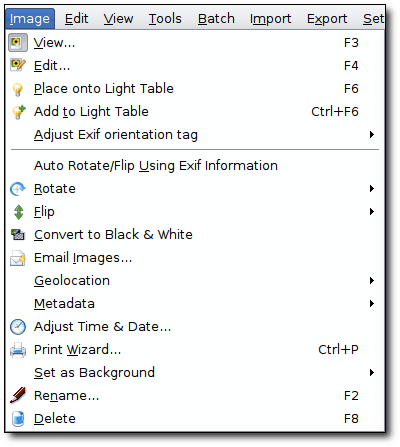 Image Edit View Tools Batch Import Export Set
View... F3
Edit... F4
Place onto Light Table F6
Add to Light Table Ctrl+F6
Adjust Exif orientation tag
Auto Rotate/Flip Using Exif Information
Rotate
Flip
Convert to Black & White
Email Images...
Geolocation
Metadata
Adjust Time & Date...
Print Wizard... Ctrl+P
Set as Background
Rename... F2
Delete F8